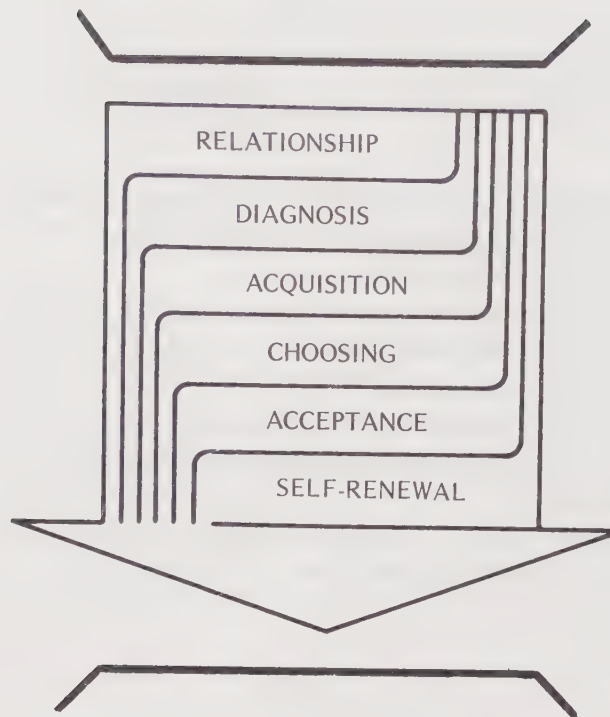 RELATIONSHIP
DIAGNOSIS
ACQUISITION
CHOOSING
ACCEPTANCE
SELF-RENEWAL